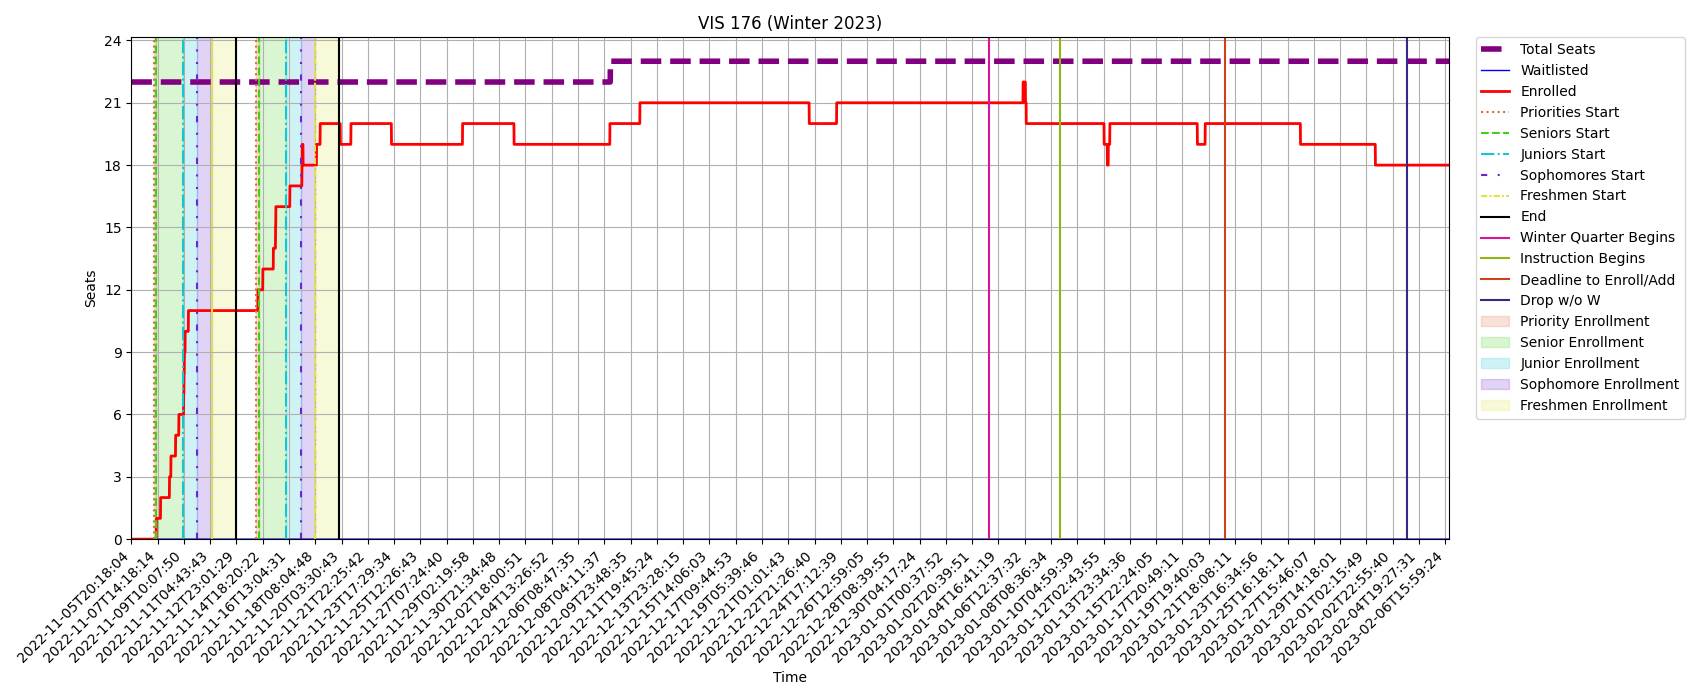 VIS 176 (Winter 2023)
24
21
18
15
12
9
6
3
0
Seats
2022-11-05T20:18:04
2022-11-07T14:18:14
2022-11-09T10:07:50
2022-11-11T04:43:43
2022-11-12T23:01:29
2022-11-14T18:20:22
2022-11-16T13:04:31
2022-11-18T08:04:48
2022-11-20T03:30:43
2022-11-21T22:25:42
2022-11-23T17:29:34
2022-11-25T12:26:43
2022-11-27T07:24:40
2022-11-29T02:19:58
2022-11-30T21:34:48
2022-12-02T18:00:51
2022-12-04T13:26:52
2022-12-06T08:47:35
2022-12-08T04:11:37
2022-12-09T23:48:35
2022-12-11T19:45:24
2022-12-13T23:28:15
2022-12-15T14:06:03
2022-12-17T09:44:53
2022-12-19T05:39:46
2022-12-21T01:01:43
2022-12-22T21:26:40
2022-12-24T17:12:39
2022-12-26T12:59:05
2022-12-28T08:39:55
2022-12-30T04:17:24
2023-01-01T00:37:52
2023-01-02T20:39:51
2023-01-04T16:41:19
2023-01-06T12:37:32
2023-01-08T08:36:34
2023-01-10T04:59:39
2023-01-12T02:43:55
2023-01-13T23:34:36
2023-01-15T22:24:05
2023-01-17T20:49:11
2023-01-19T19:40:03
2023-01-21T18:08:11
2023-01-23T16:34:56
2023-01-25T16:18:11
2023-01-27T15:46:07
2023-01-29T14:18:01
2023-02-01T02:15:49
2023-02-02T22:55:40
2023-02-04T19:27:31
2023-02-06T15:59:24
Time
Total Seats
Waitlisted
Enrolled
Priorities Start
Seniors Start
Juniors Start
Sophomores Start
Freshmen Start
End
Winter Quarter Begins
Instruction Begins
Deadline to Enroll/Add
Drop w/o W
Priority Enrollment
Senior Enrollment
Junior Enrollment
Sophomore Enrollment
Freshmen Enrollment